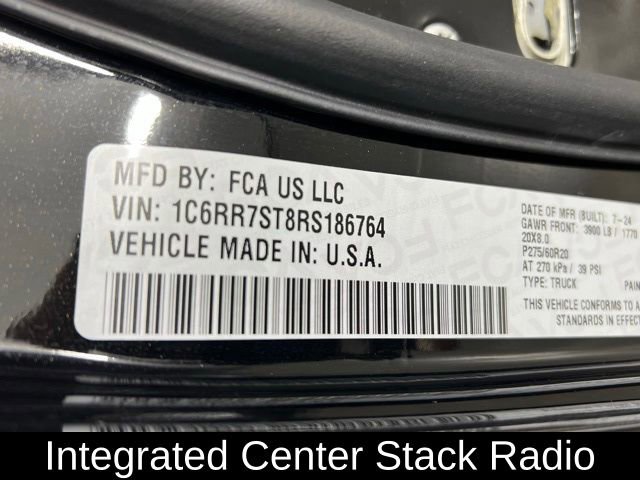 MFD BY: FCA US LLC
VIN: 1C6RR7ST8RS186764
VEHICLE MADE IN: U.S.A.
DATE OF MFR (BUILT): 7-24
GAWR FRONT: 3900 LB / 1770
20X8.0
P275/60R20
AT 270 kPa / 39 PSI
TYPE: TRUCK PAIN
THIS VEHICLE CONFORMS TO A
STANDARDS IN EFFECT
Integrated Center Stack Radio